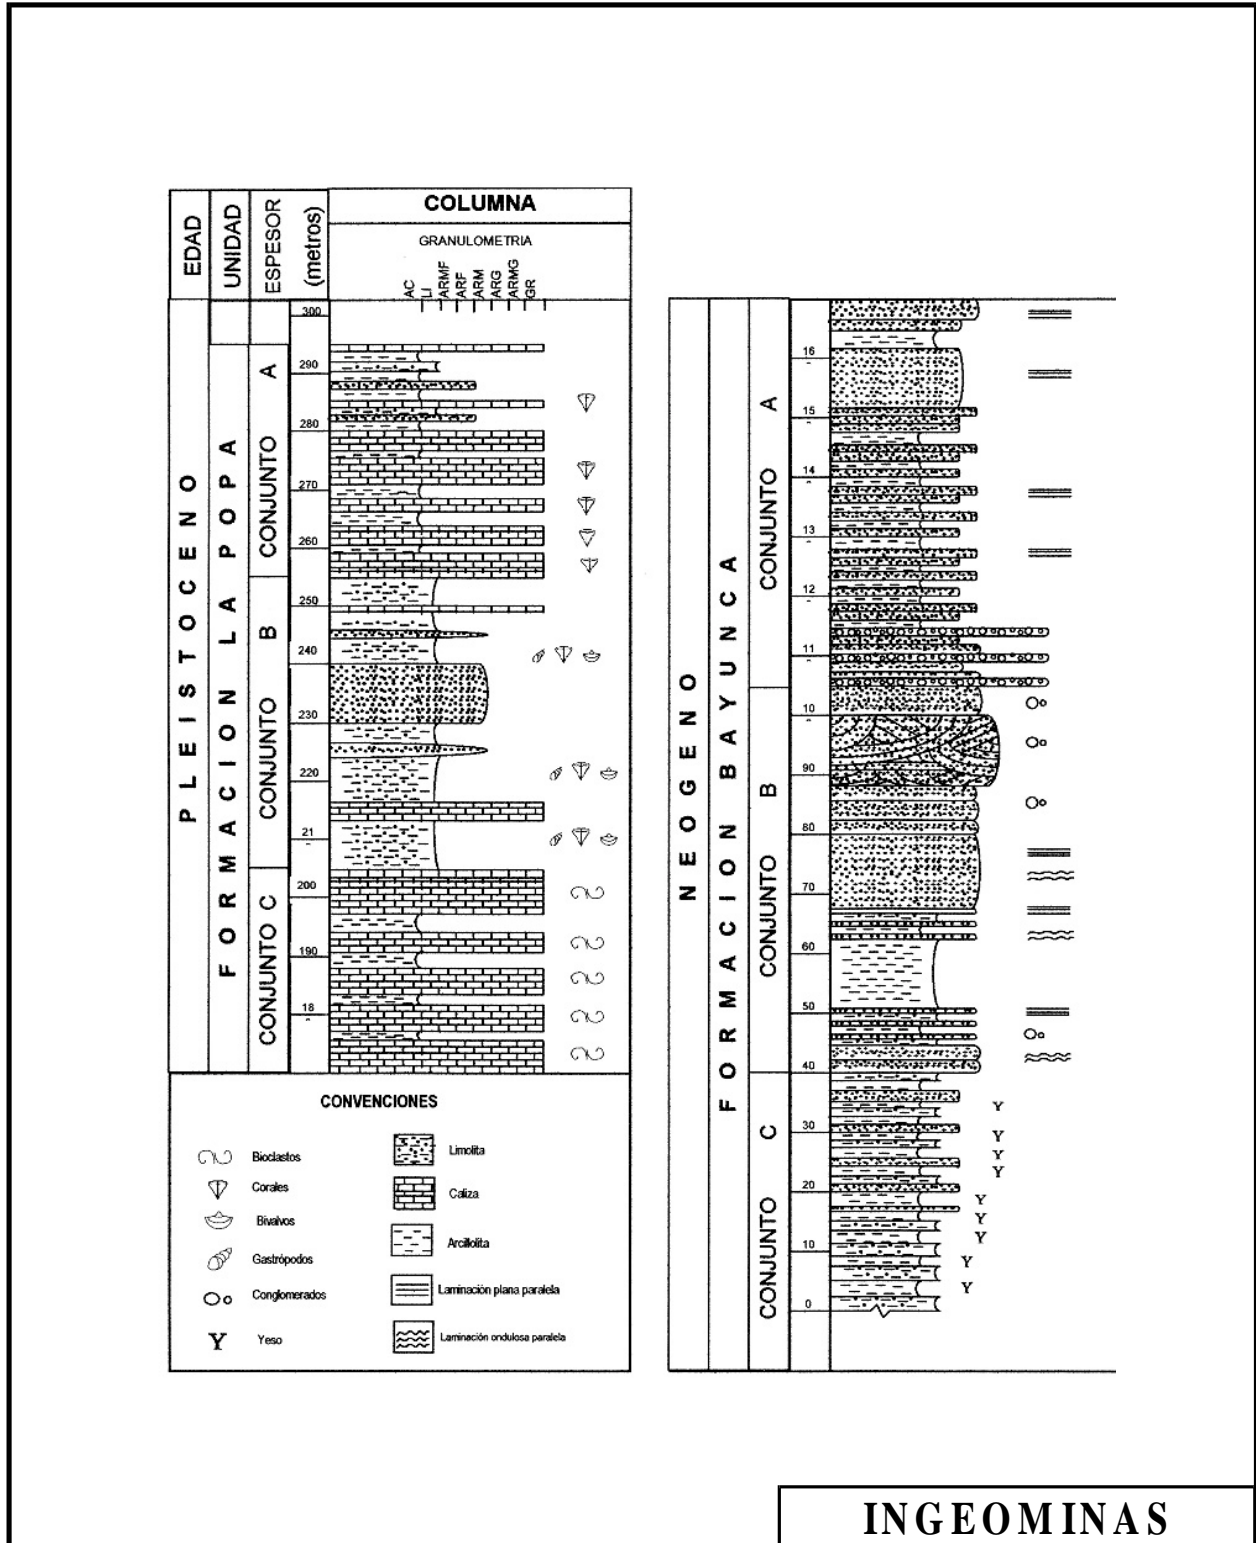 EDAD
UNIDAD
ESPESOR
(metros)
COLUMNA
GRANULOMETRIA
AC
LI
ARMF
ARF
ARM
ARG
ARMG
GR
PLEISTOCENO
FORMACION LA POPA
CONJUNTO A
CONJUNTO B
CONJUNTO C
300
290
280
270
260
250
240
230
220
21
200
190
18
CONVENCIONES
Bioclastos
Corales
Bivalvos
Gastrópodos
Conglomerados
Y Yeso
Limolita
Caliza
Arcillolita
Laminación plana paralela
Laminación ondulosa paralela
NEOGENO
FORMACION BAYUNCA
CONJUNTO A
CONJUNTO B
CONJUNTO C
16
15
14
13
12
11
10
90
80
70
60
50
40
30
20
10
0
Y
Y
Y
Y
Y
Y
Y
Y
Y
INGEOMINAS